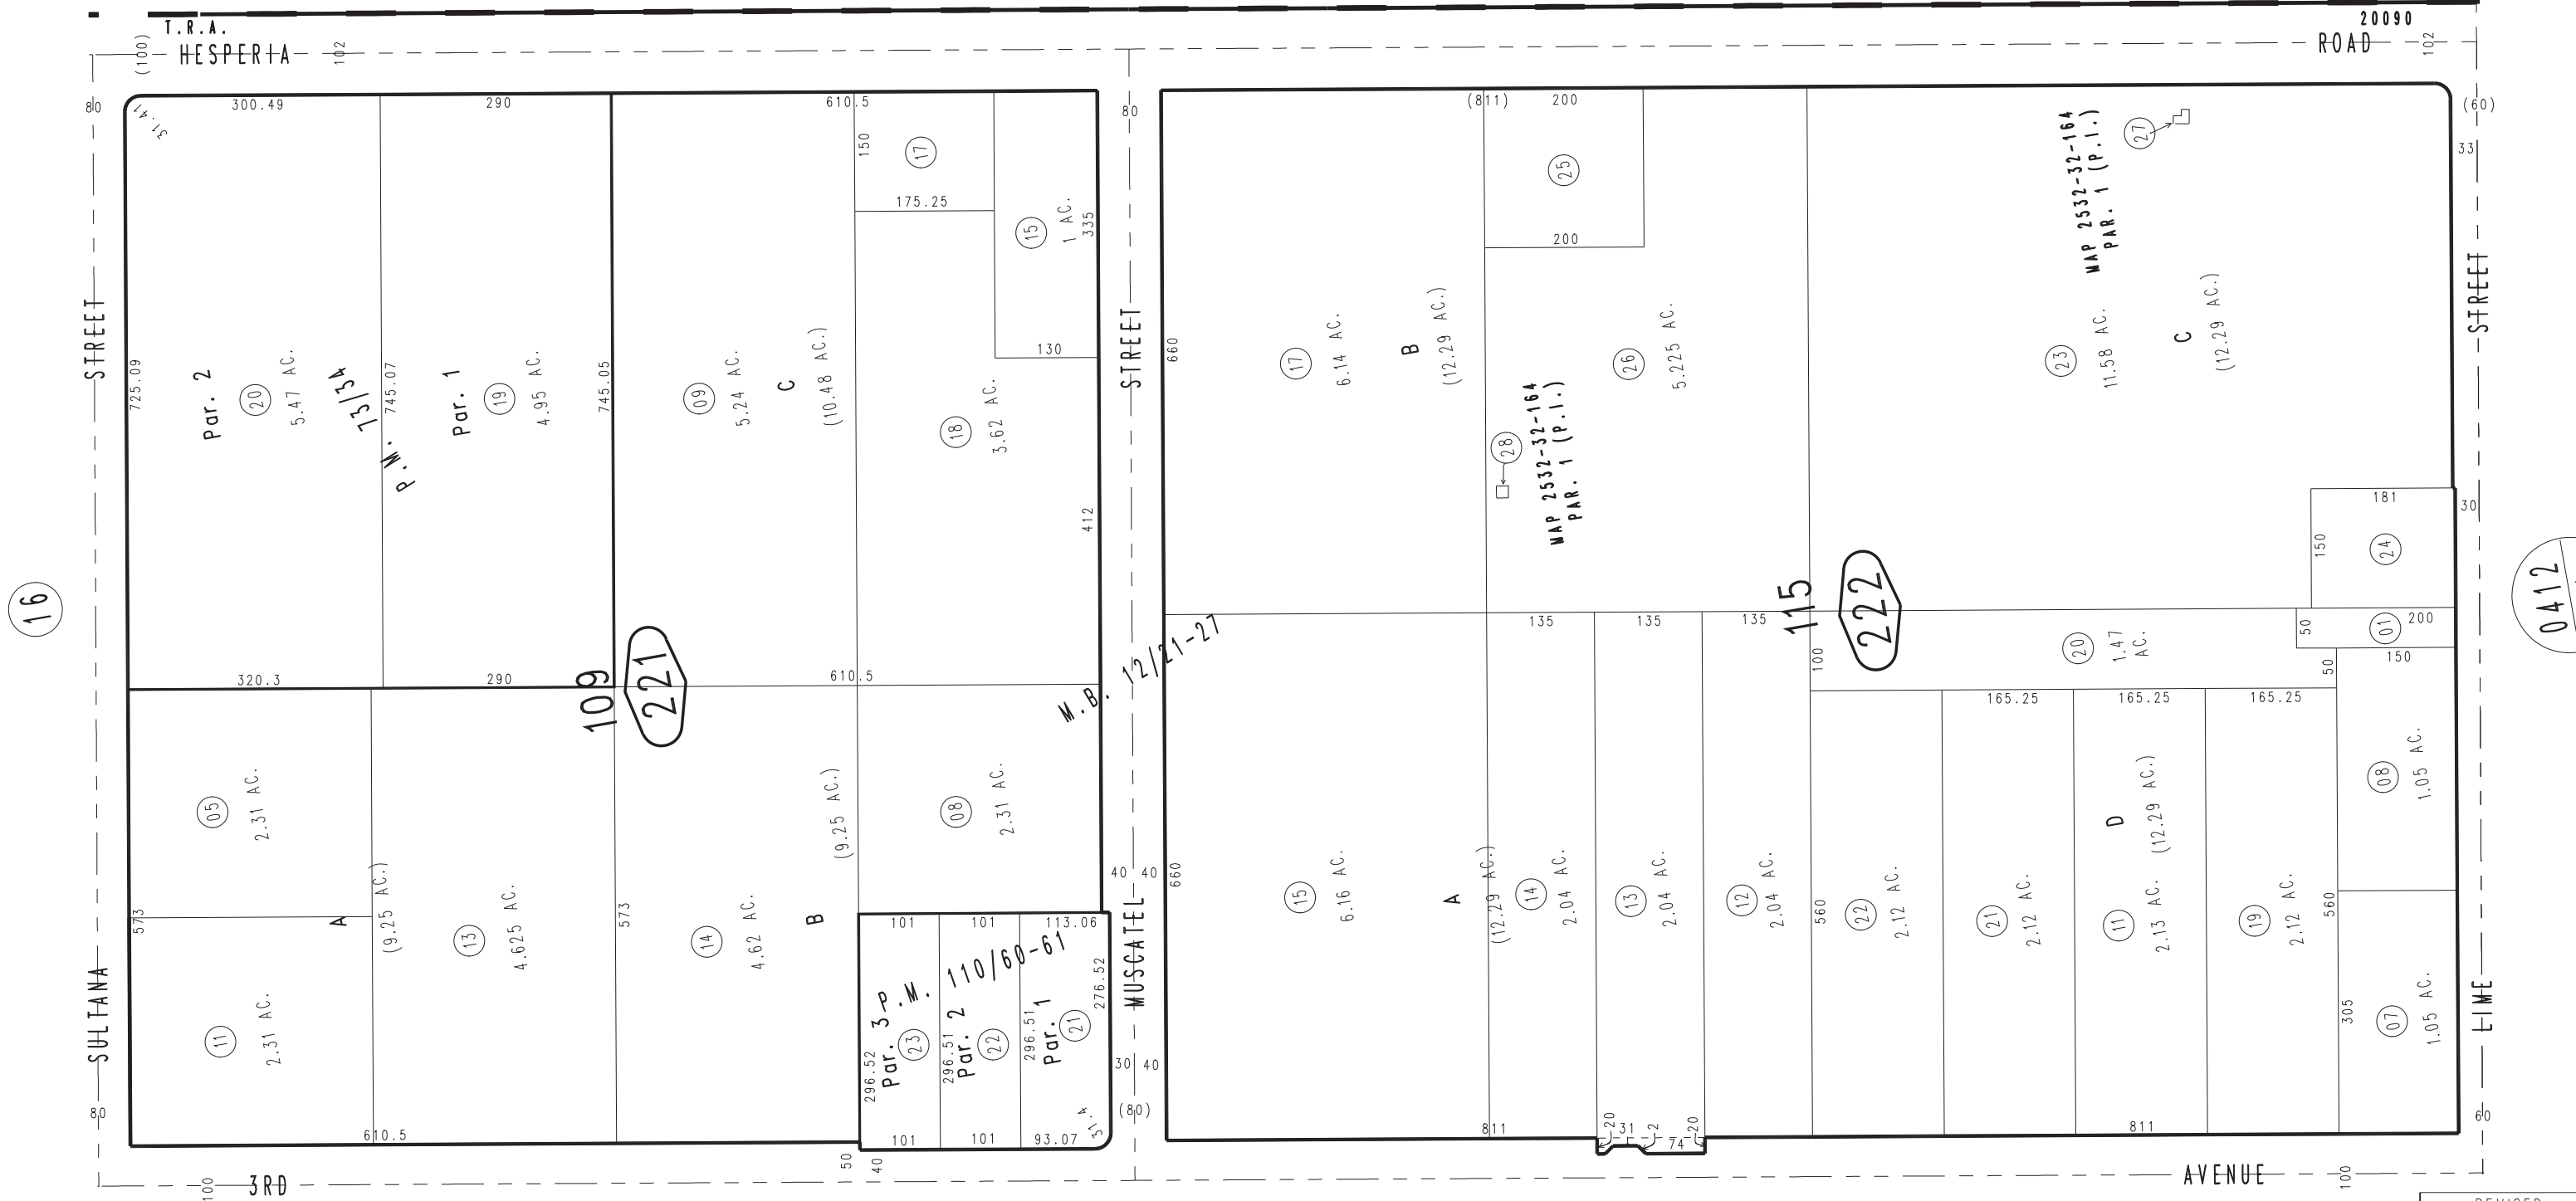 T.R.A.
20090
(100)
HESPERIA
102
ROAD
102
80
31.41
300.49
290
610.5
80
(811)
200
(60)
33
150
17
175.25
15
1 AC.
335
130
25
200
MAP 2532-32-164
PAR. 1 (P.I.)
27
STREET
725.09
Par. 2
20
5.47 AC.
P.M. 73/34
745.07
Par. 1
19
4.95 AC.
745.05
09
5.24 AC.
C
(10.48 AC.)
18
3.62 AC.
412
STREET
660
17
6.14 AC.
B
(12.29 AC.)
28
MAP 2532-32-164
PAR. 1 (P.I.)
26
5.225 AC.
23
11.58 AC.
C
(12.29 AC.)
STREET
181
30
150
24
16
0412
320.3
290
109
221
610.5
M.B. 12/21-27
135
135
135
115
222
100
20
1.47
AC.
50
01
200
50
150
165.25
165.25
165.25
05
2.31 AC.
573
A
(9.25 AC.)
13
4.625 AC.
573
14
4.62 AC.
B
(9.25 AC.)
08
2.31 AC.
40
40
660
15
6.16 AC.
A
(12.29 AC.)
14
2.04 AC.
13
2.04 AC.
12
2.04 AC.
560
22
2.12 AC.
21
2.12 AC.
D
(12.29 AC.)
11
2.13 AC.
19
2.12 AC.
560
08
1.05 AC.
SULTANA
11
2.31 AC.
101
101
113.06
P.M. 110/60-61
296.52
Par. 3
23
296.51
Par. 2
22
296.51
Par. 1
21
276.52
MUSCATEL
30
40
(80)
31.4
305
07
1.05 AC.
LIME
80
610.5
101
101
93.07
811
20
31
2
74
20
811
60
50
40
100
3RD
AVENUE
100
REVISED